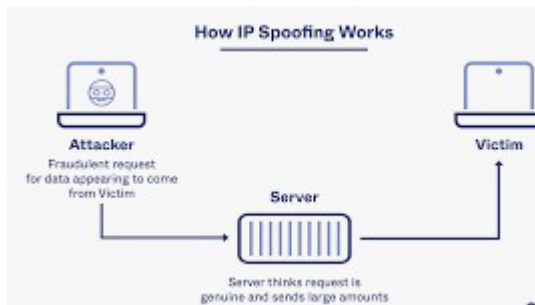 How IP Spoofing Works
Attacker
Fraudulent request
for data appearing to come
from Victim
Victim
Server
Server thinks request is
genuine and sends large amounts